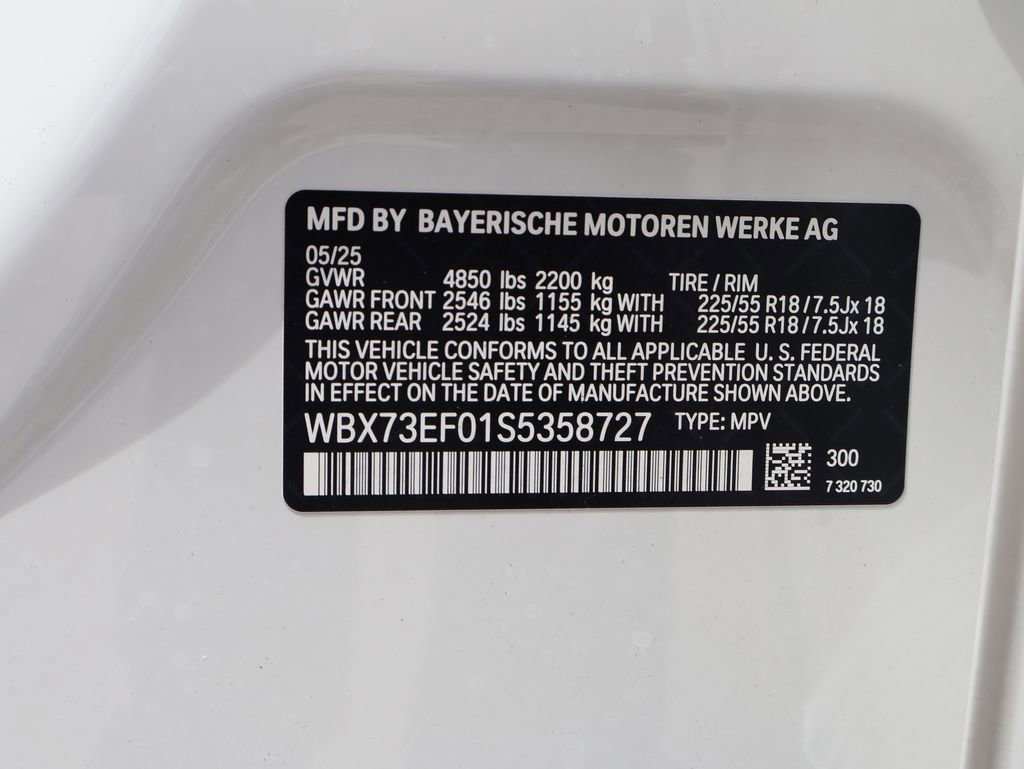 MFD BY BAYERISCHE MOTOREN WERKE AG
05/25
GVWR 4850 lbs 2200 kg TIRE / RIM
GAWR FRONT 2546 lbs 1155 kg WITH 225/55 R18 / 7.5Jx 18
GAWR REAR 2524 lbs 1145 kg WITH 225/55 R18 / 7.5Jx 18
THIS VEHICLE CONFORMS TO ALL APPLICABLE U. S. FEDERAL
MOTOR VEHICLE SAFETY AND THEFT PREVENTION STANDARDS
IN EFFECT ON THE DATE OF MANUFACTURE SHOWN ABOVE.
WBX73EF01S5358727 TYPE: MPV
300
7 320 730